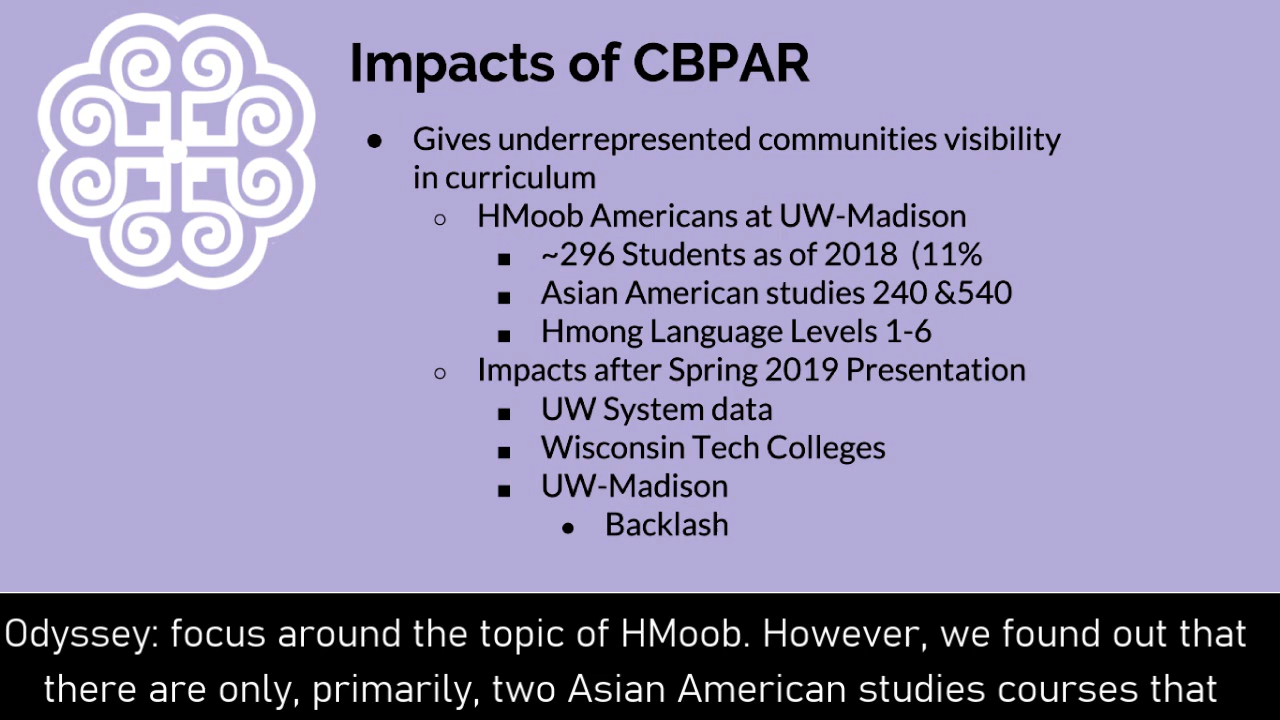 Impacts of CBPAR
● Gives underrepresented communities visibility
in curriculum
○ HMoob Americans at UW-Madison
■ ~296 Students as of 2018 (11%
■ Asian American studies 240 &540
■ Hmong Language Levels 1-6
○ Impacts after Spring 2019 Presentation
■ UW System data
■ Wisconsin Tech Colleges
■ UW-Madison
● Backlash
Odyssey: focus around the topic of HMoob. However, we found out that
there are only, primarily, two Asian American studies courses that